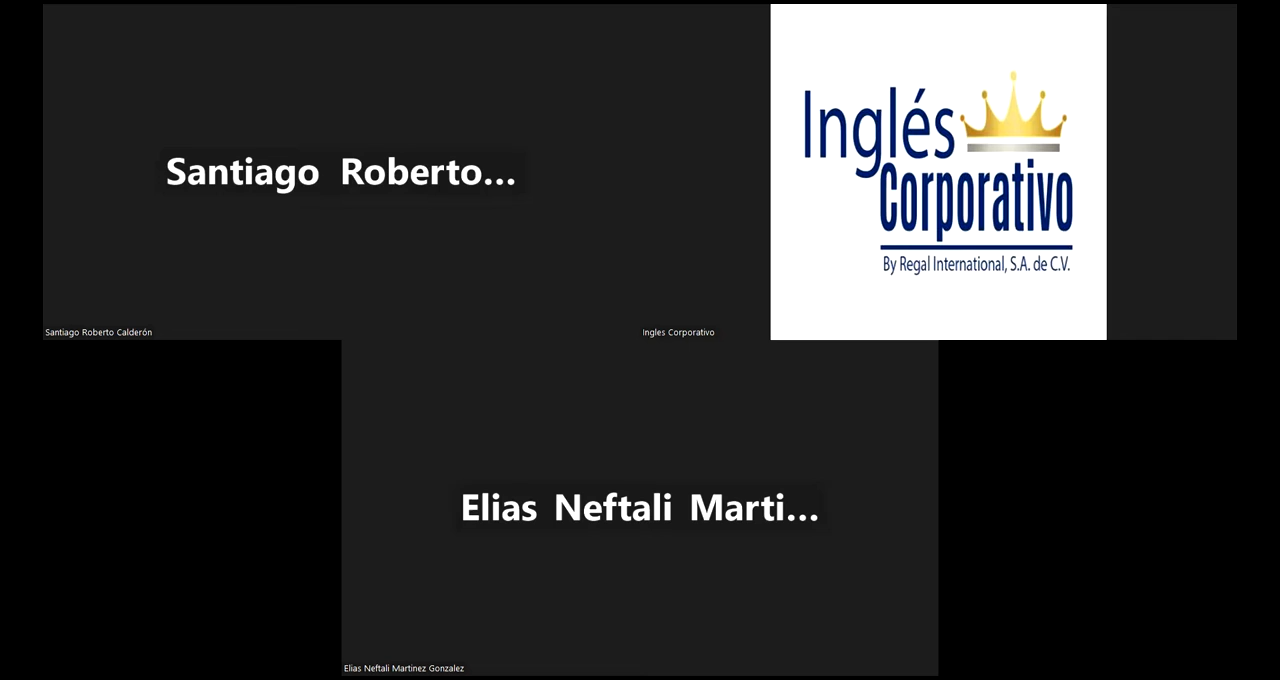 Santiago Roberto...
Santiago Roberto Calderón
Inglés
Corporativo
By Regal International, S.A. de C.V.
Ingles Corporativo
Elias Neftali Marti...
Elias Neftali Martinez Gonzalez